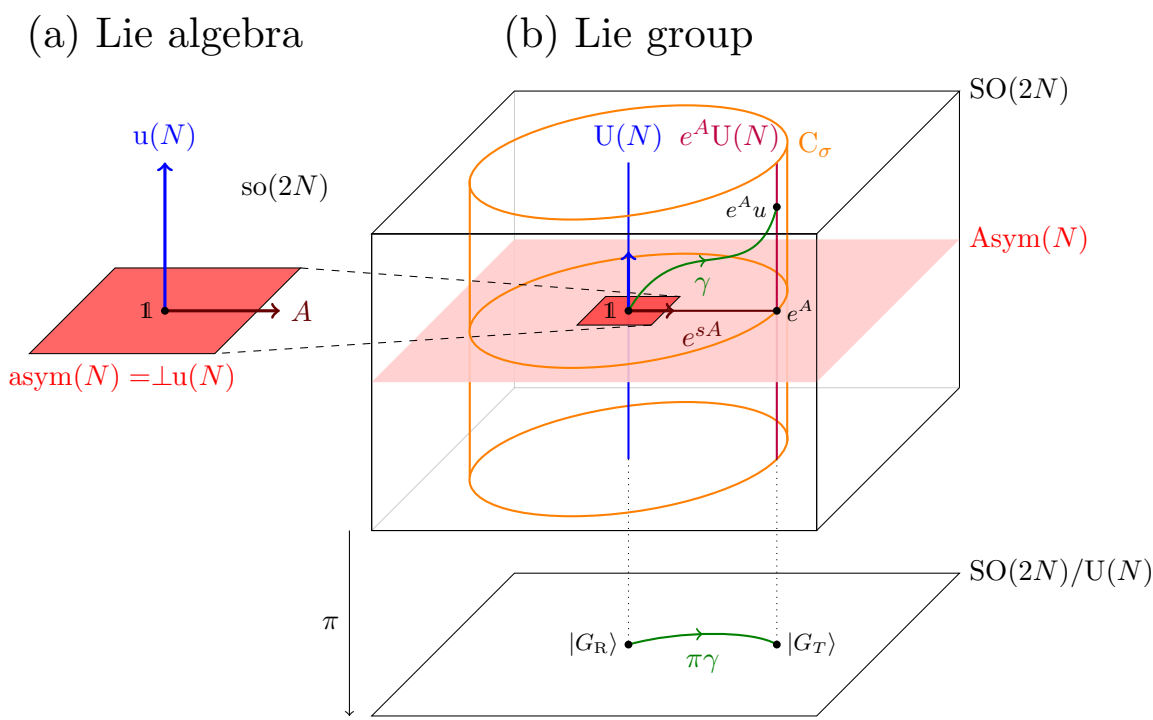 (a) Lie algebra
(b) Lie group
SO(2N)
u(N)
U(N)
e^A U(N)
C_σ
so(2N)
e^A u
Asym(N)
γ
𝟙
A
𝟙
e^A
e^{sA}
asym(N) =⊥u(N)
SO(2N)/U(N)
π
|G_R⟩
|G_T⟩
πγ